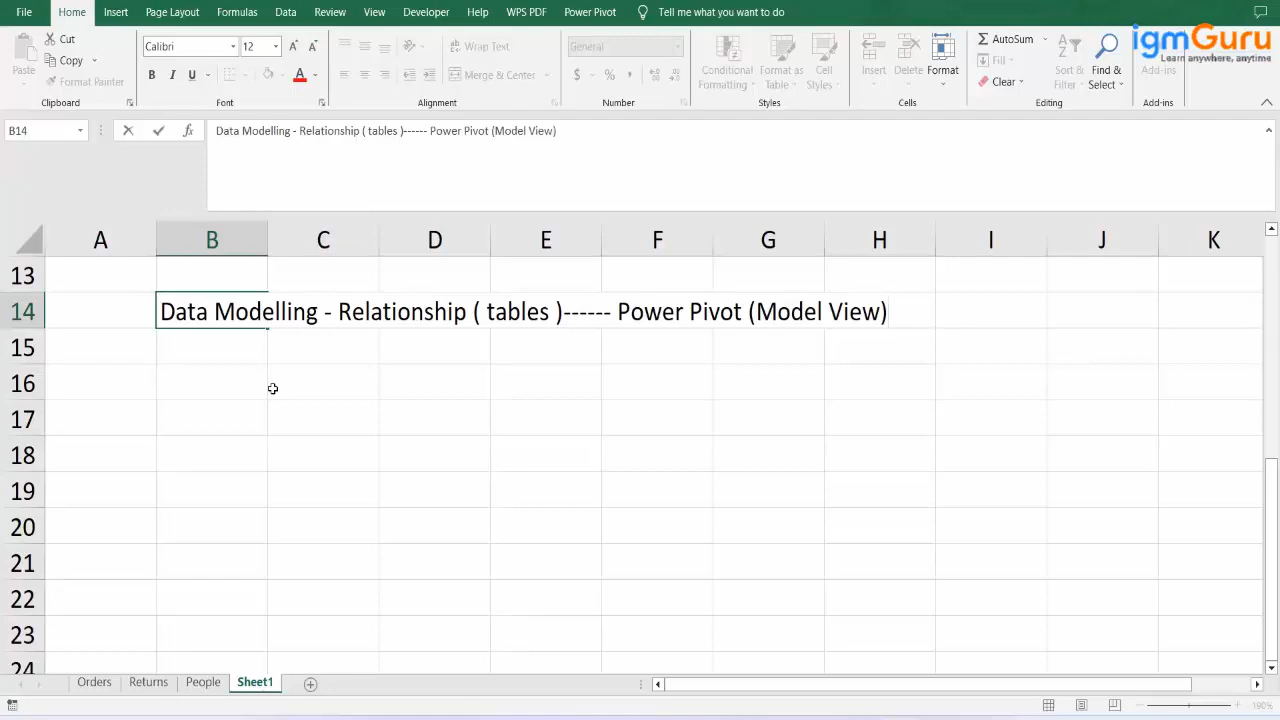 File Home Insert Page Layout Formulas Data Review View Developer Help WPS PDF Power Pivot Tell me what you want to do
igmGuru
Learn anywhere, anytime
Paste Cut Copy Format Painter
Calibri 12
B I U A
Wrap Text
Merge & Center
General
$ % ,
Conditional Formatting Format as Table Cell Styles
Insert Delete Format
AutoSum Fill Clear
Sort & Filter Find & Select
Add-ins
Clipboard Font Alignment Number Styles Cells Editing Add-ins
B14 fx Data Modelling - Relationship ( tables )------ Power Pivot (Model View)
A B C D E F G H I J K
13
14 Data Modelling - Relationship ( tables )------ Power Pivot (Model View)
15
16
17
18
19
20
21
22
23
24
Orders Returns People Sheet1
190%